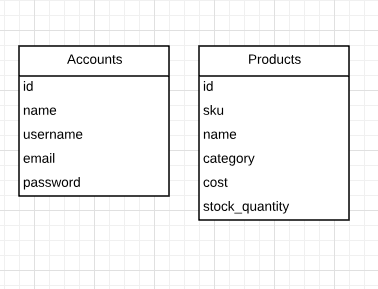 Accounts
id
name
username
email
password
Products
id
sku
name
category
cost
stock_quantity